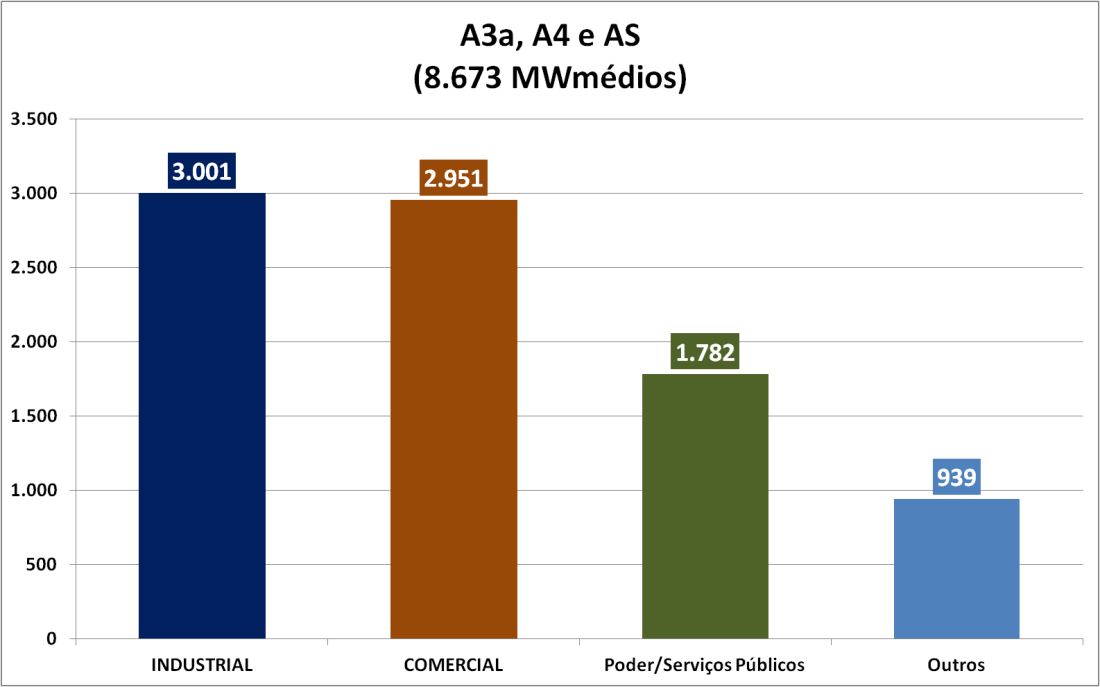 A3a, A4 e AS
(8.673 MWmédios)
3.500
3.000
2.500
2.000
1.500
1.000
500
0
3.001
2.951
1.782
939
INDUSTRIAL
COMERCIAL
Poder/Serviços Públicos
Outros